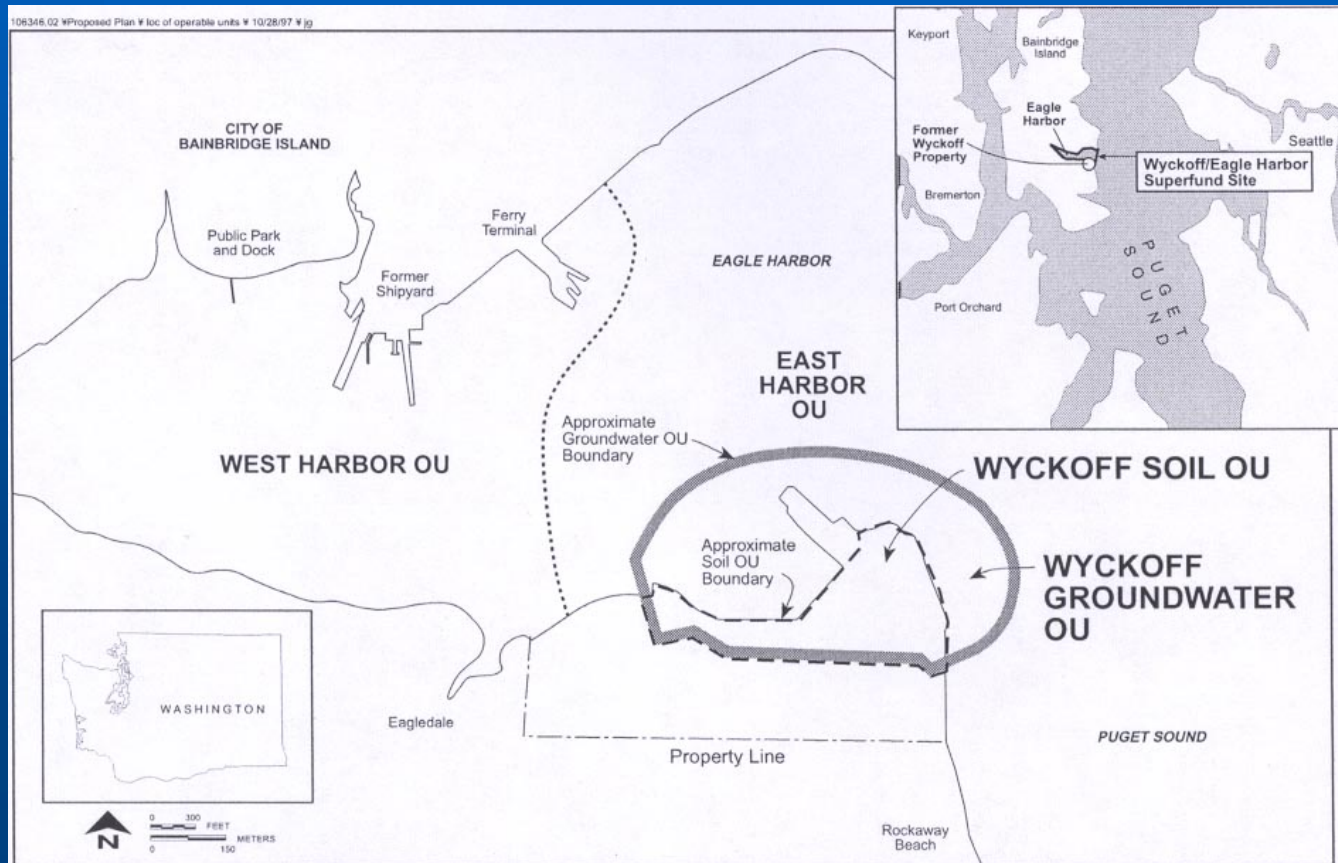 106346.02 ¥Proposed Plan ¥ loc of operable units ¥ 10/28/97 ¥ jg
CITY OF
BAINBRIDGE ISLAND
Public Park
and Dock
Former
Shipyard
Ferry
Terminal
EAGLE HARBOR
EAST
HARBOR
OU
WEST HARBOR OU
Approximate
Groundwater OU
Boundary
WYCKOFF SOIL OU
Approximate
Soil OU
Boundary
WYCKOFF
GROUNDWATER
OU
Eagledale
Property Line
PUGET SOUND
Rockaway
Beach
Keyport
Bainbridge
Island
Eagle
Harbor
Former
Wyckoff
Property
Seattle
Wyckoff/Eagle Harbor
Superfund Site
Bremerton
PUGET
SOUND
Port Orchard
WASHINGTON
N
0 300 FEET
0 150 METERS